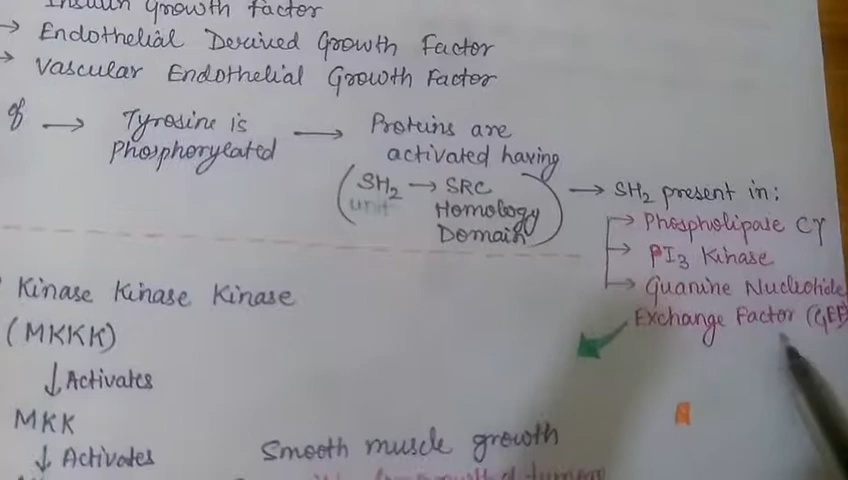 Insulin Growth factor
→ Endothelial Derived Growth Factor
→ Vascular Endothelial Growth Factor
of → Tyrosine is Phosphorylated → Proteins are activated having
(SH2 → SRC
unit Homology
Domain)
→ SH2 present in:
→ Phospholipase Cγ
→ PI3 Kinase
→ Guanine Nucleotide
Exchange Factor (GEF)
Kinase Kinase Kinase
(MKKK)
↓ Activates
MKK
↓ Activates
Smooth muscle growth